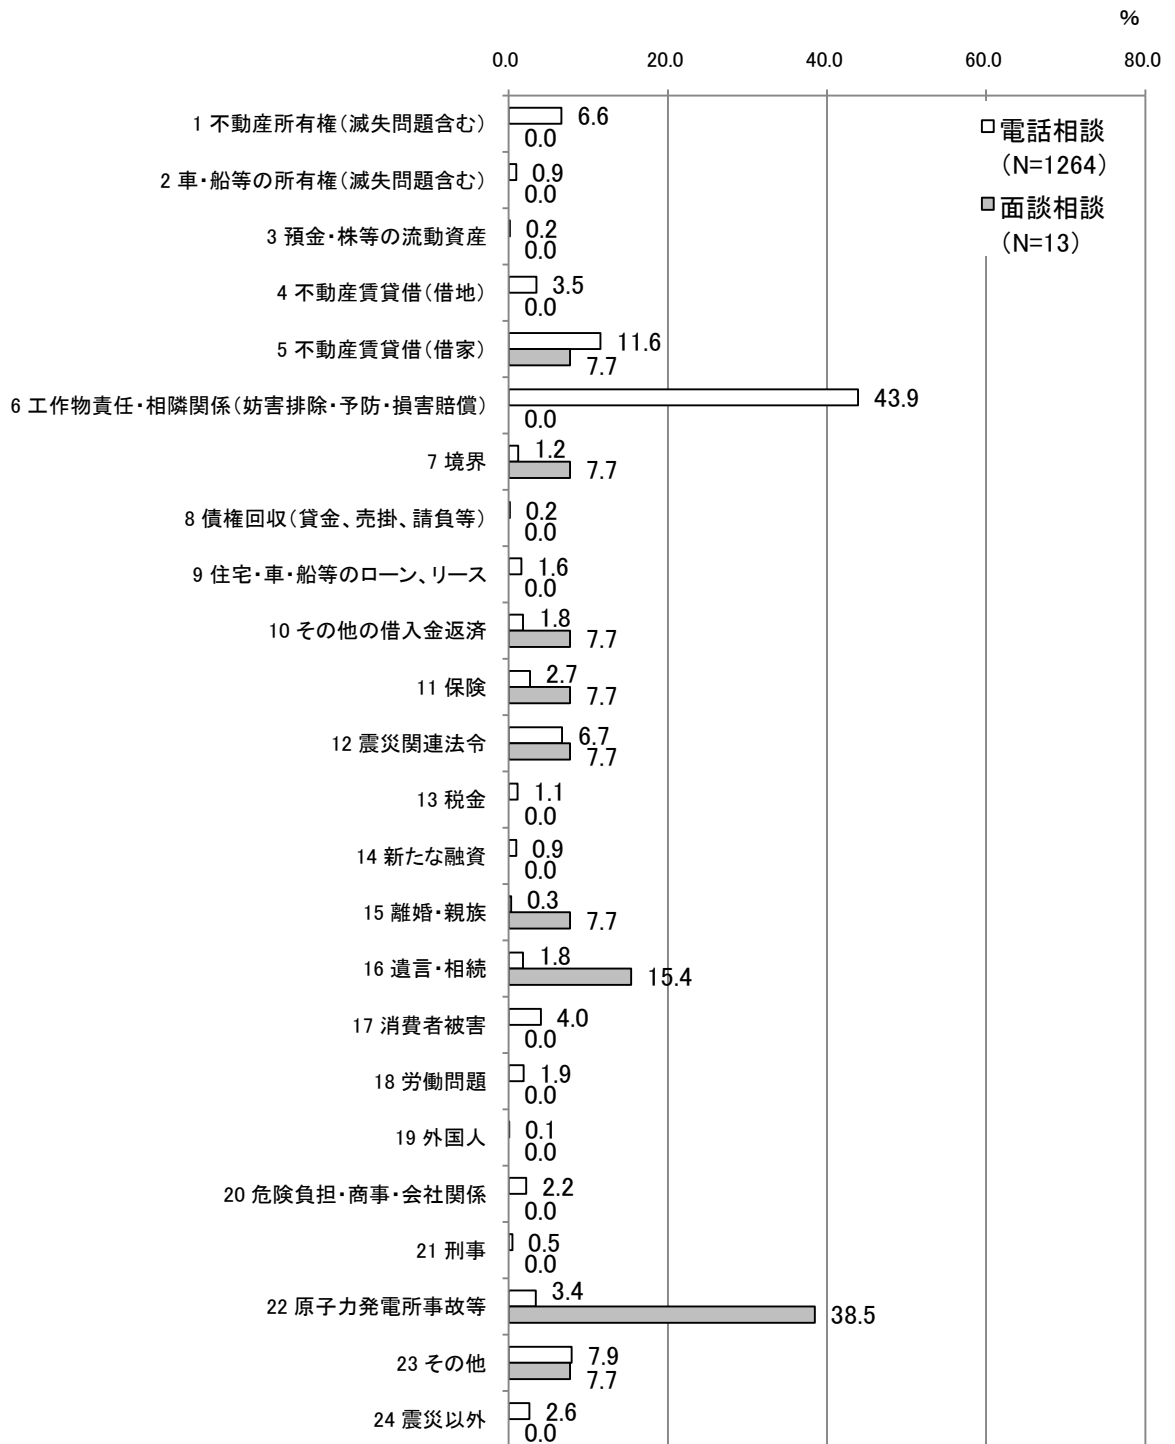 %
0.0 20.0 40.0 60.0 80.0
電話相談
(N=1264)
面談相談
(N=13)
1 不動産所有権(滅失問題含む) 6.6
0.0
2 車・船等の所有権(滅失問題含む) 0.9
0.0
3 預金・株等の流動資産 0.2
0.0
4 不動産賃貸借(借地) 3.5
0.0
5 不動産賃貸借(借家) 11.6
7.7
6 工作物責任・相隣関係(妨害排除・予防・損害賠償) 43.9
0.0
7 境界 1.2
7.7
8 債権回収(貸金、売掛、請負等) 0.2
0.0
9 住宅・車・船等のローン、リース 1.6
0.0
10 その他の借入金返済 1.8
7.7
11 保険 2.7
7.7
12 震災関連法令 6.7
7.7
13 税金 1.1
0.0
14 新たな融資 0.9
0.0
15 離婚・親族 0.3
7.7
16 遺言・相続 1.8
15.4
17 消費者被害 4.0
0.0
18 労働問題 1.9
0.0
19 外国人 0.1
0.0
20 危険負担・商事・会社関係 2.2
0.0
21 刑事 0.5
0.0
22 原子力発電所事故等 3.4
38.5
23 その他 7.9
7.7
24 震災以外 2.6
0.0